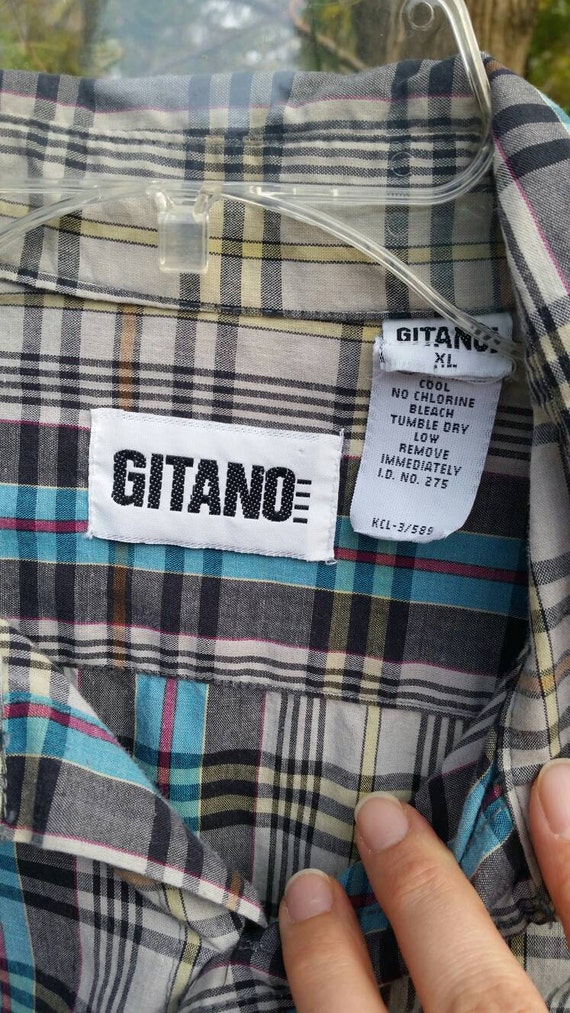 GITANO
XL
COOL
NO CHLORINE
BLEACH
TUMBLE DRY
LOW
REMOVE
IMMEDIATELY
I.D. NO. 275
KCL-3/589
GITANO